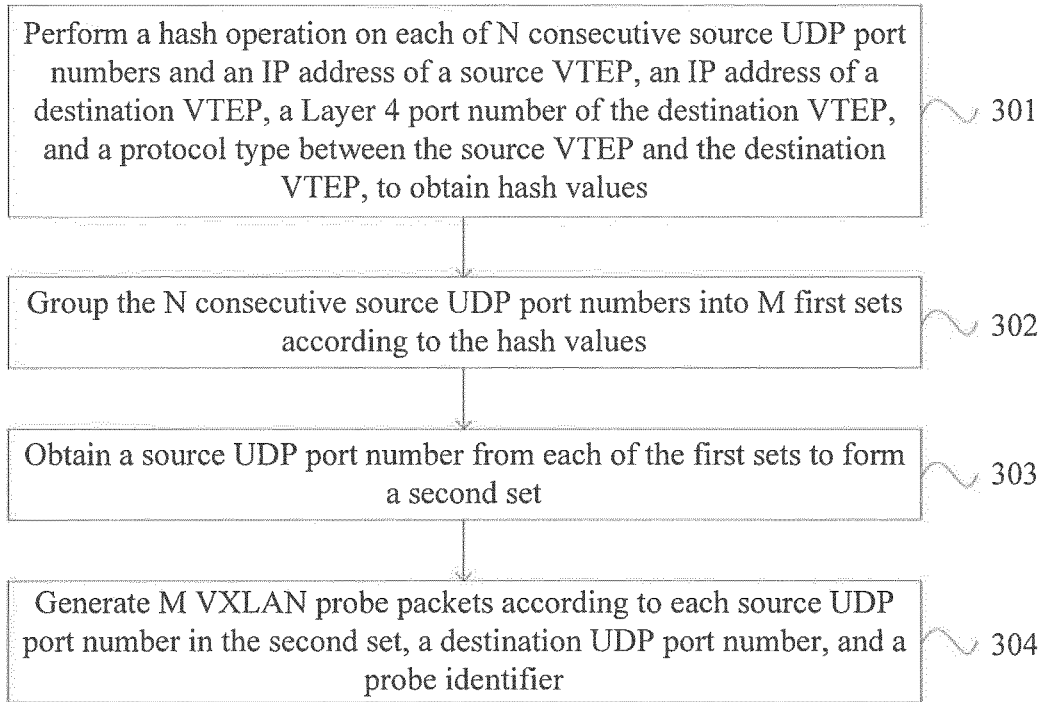 Perform a hash operation on each of N consecutive source UDP port
numbers and an IP address of a source VTEP, an IP address of a
destination VTEP, a Layer 4 port number of the destination VTEP,
and a protocol type between the source VTEP and the destination
VTEP, to obtain hash values
301
Group the N consecutive source UDP port numbers into M first sets
according to the hash values
302
Obtain a source UDP port number from each of the first sets to form
a second set
303
Generate M VXLAN probe packets according to each source UDP
port number in the second set, a destination UDP port number, and a
probe identifier
304